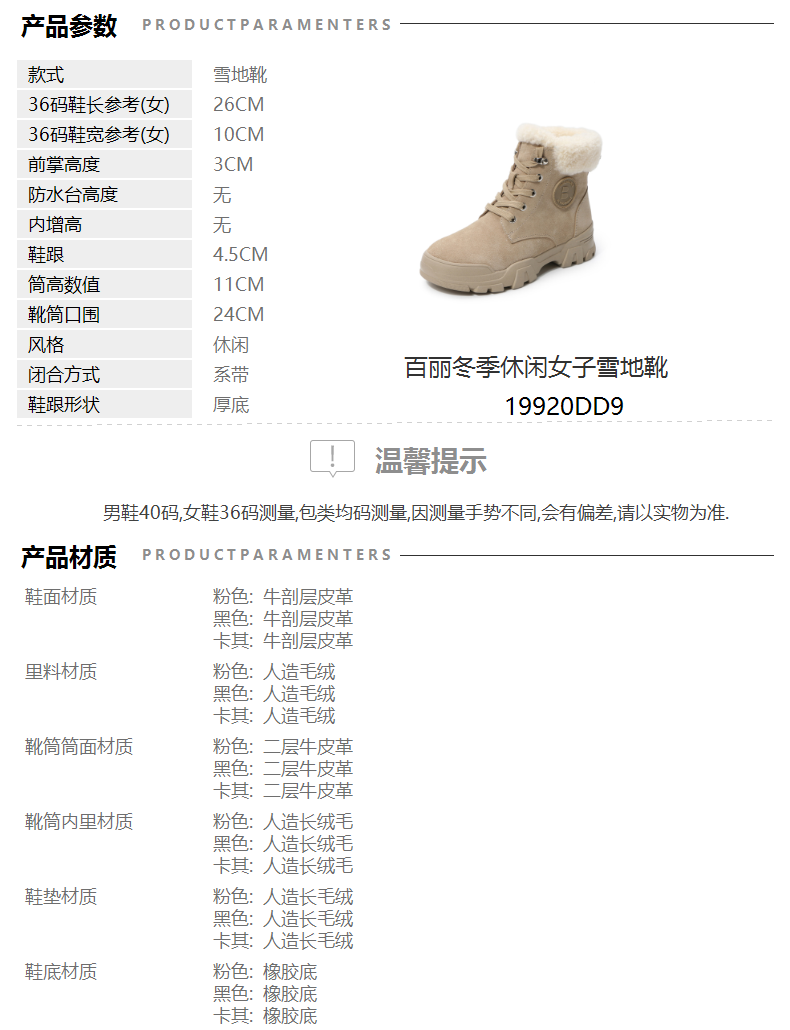 产品参数 PRODUCTPARAMENTERS
款式 雪地靴
36码鞋长参考(女) 26CM
36码鞋宽参考(女) 10CM
前掌高度 3CM
防水台高度 无
内增高 无
鞋跟 4.5CM
筒高数值 11CM
靴筒口围 24CM
风格 休闲
闭合方式 系带
鞋跟形状 厚底
百丽冬季休闲女子雪地靴
19920DD9
温馨提示
男鞋40码,女鞋36码测量,包类均码测量,因测量手势不同,会有偏差,请以实物为准.
产品材质 PRODUCTPARAMENTERS
鞋面材质 粉色: 牛剖层皮革
黑色: 牛剖层皮革
卡其: 牛剖层皮革
里料材质 粉色: 人造毛绒
黑色: 人造毛绒
卡其: 人造毛绒
靴筒筒面材质 粉色: 二层牛皮革
黑色: 二层牛皮革
卡其: 二层牛皮革
靴筒内里材质 粉色: 人造长绒毛
黑色: 人造长绒毛
卡其: 人造长绒毛
鞋垫材质 粉色: 人造长毛绒
黑色: 人造长毛绒
卡其: 人造长毛绒
鞋底材质 粉色: 橡胶底
黑色: 橡胶底
卡其: 橡胶底